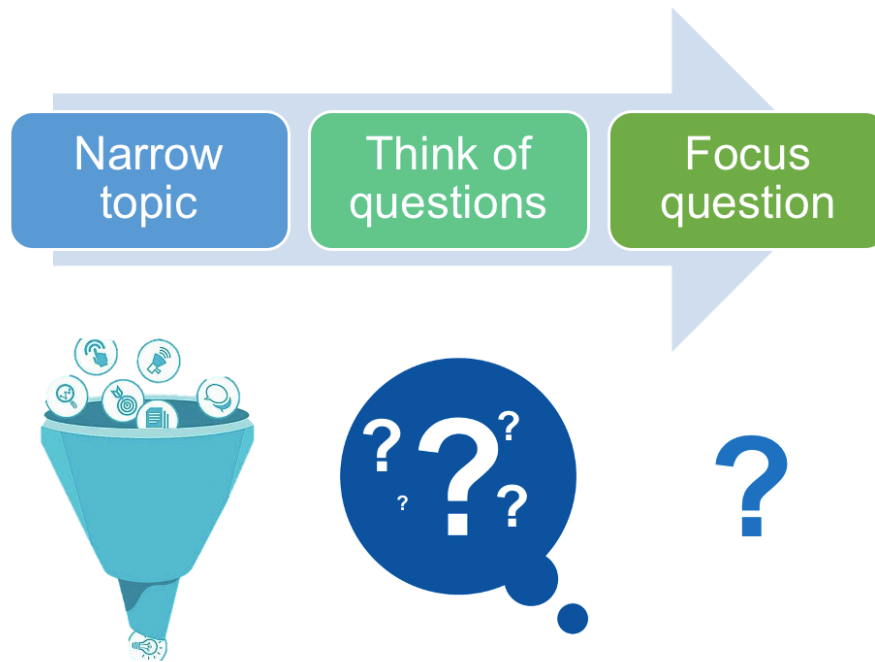 Narrow
topic
Think of
questions
Focus
question
? ? ? ? ?
?